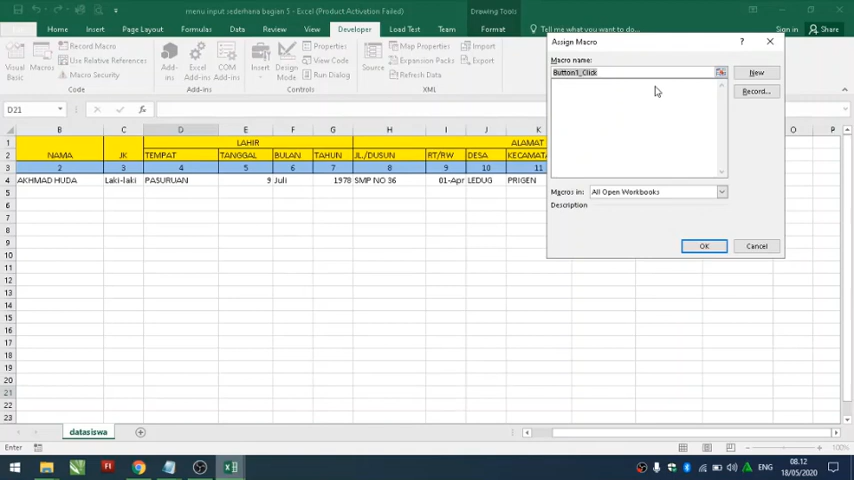 menu input sederhana bagian 5 - Excel (Product Activation Failed)
Drawing Tools
Home Insert Page Layout Formulas Data Review View Developer Load Test Team Format Tell me what you want to do... Sign in Share
Visual Basic
Macros
Record Macro
Use Relative References
Macro Security
Code
Add-ins
Excel Add-ins
COM Add-ins
Add-ins
Insert
Design Mode
Properties
View Code
Run Dialog
Controls
Source
Map Properties
Expansion Packs
Refresh Data
Import
Export
XML
Assign Macro
Macro name:
Button1_Click
New
Record...
Macros in: All Open Workbooks
Description
OK Cancel
D21
B C D E F G H I J K O P
1 LAHIR ALAMAT
2 NAMA JK TEMPAT TANGGAL BULAN TAHUN JL./DUSUN RT/RW DESA KECAMATA
3 2 3 4 5 6 7 8 9 10 11
4 AKHMAD HUDA Laki-laki PASURUAN 9 Juli 1978 SMP NO 36 01-Apr LEDUG PRIGEN
5
6
7
8
9
10
11
12
13
14
15
16
17
18
19
20
21
22
23
datasiswa
Enter
100%
ENG
08.12
18/05/2020